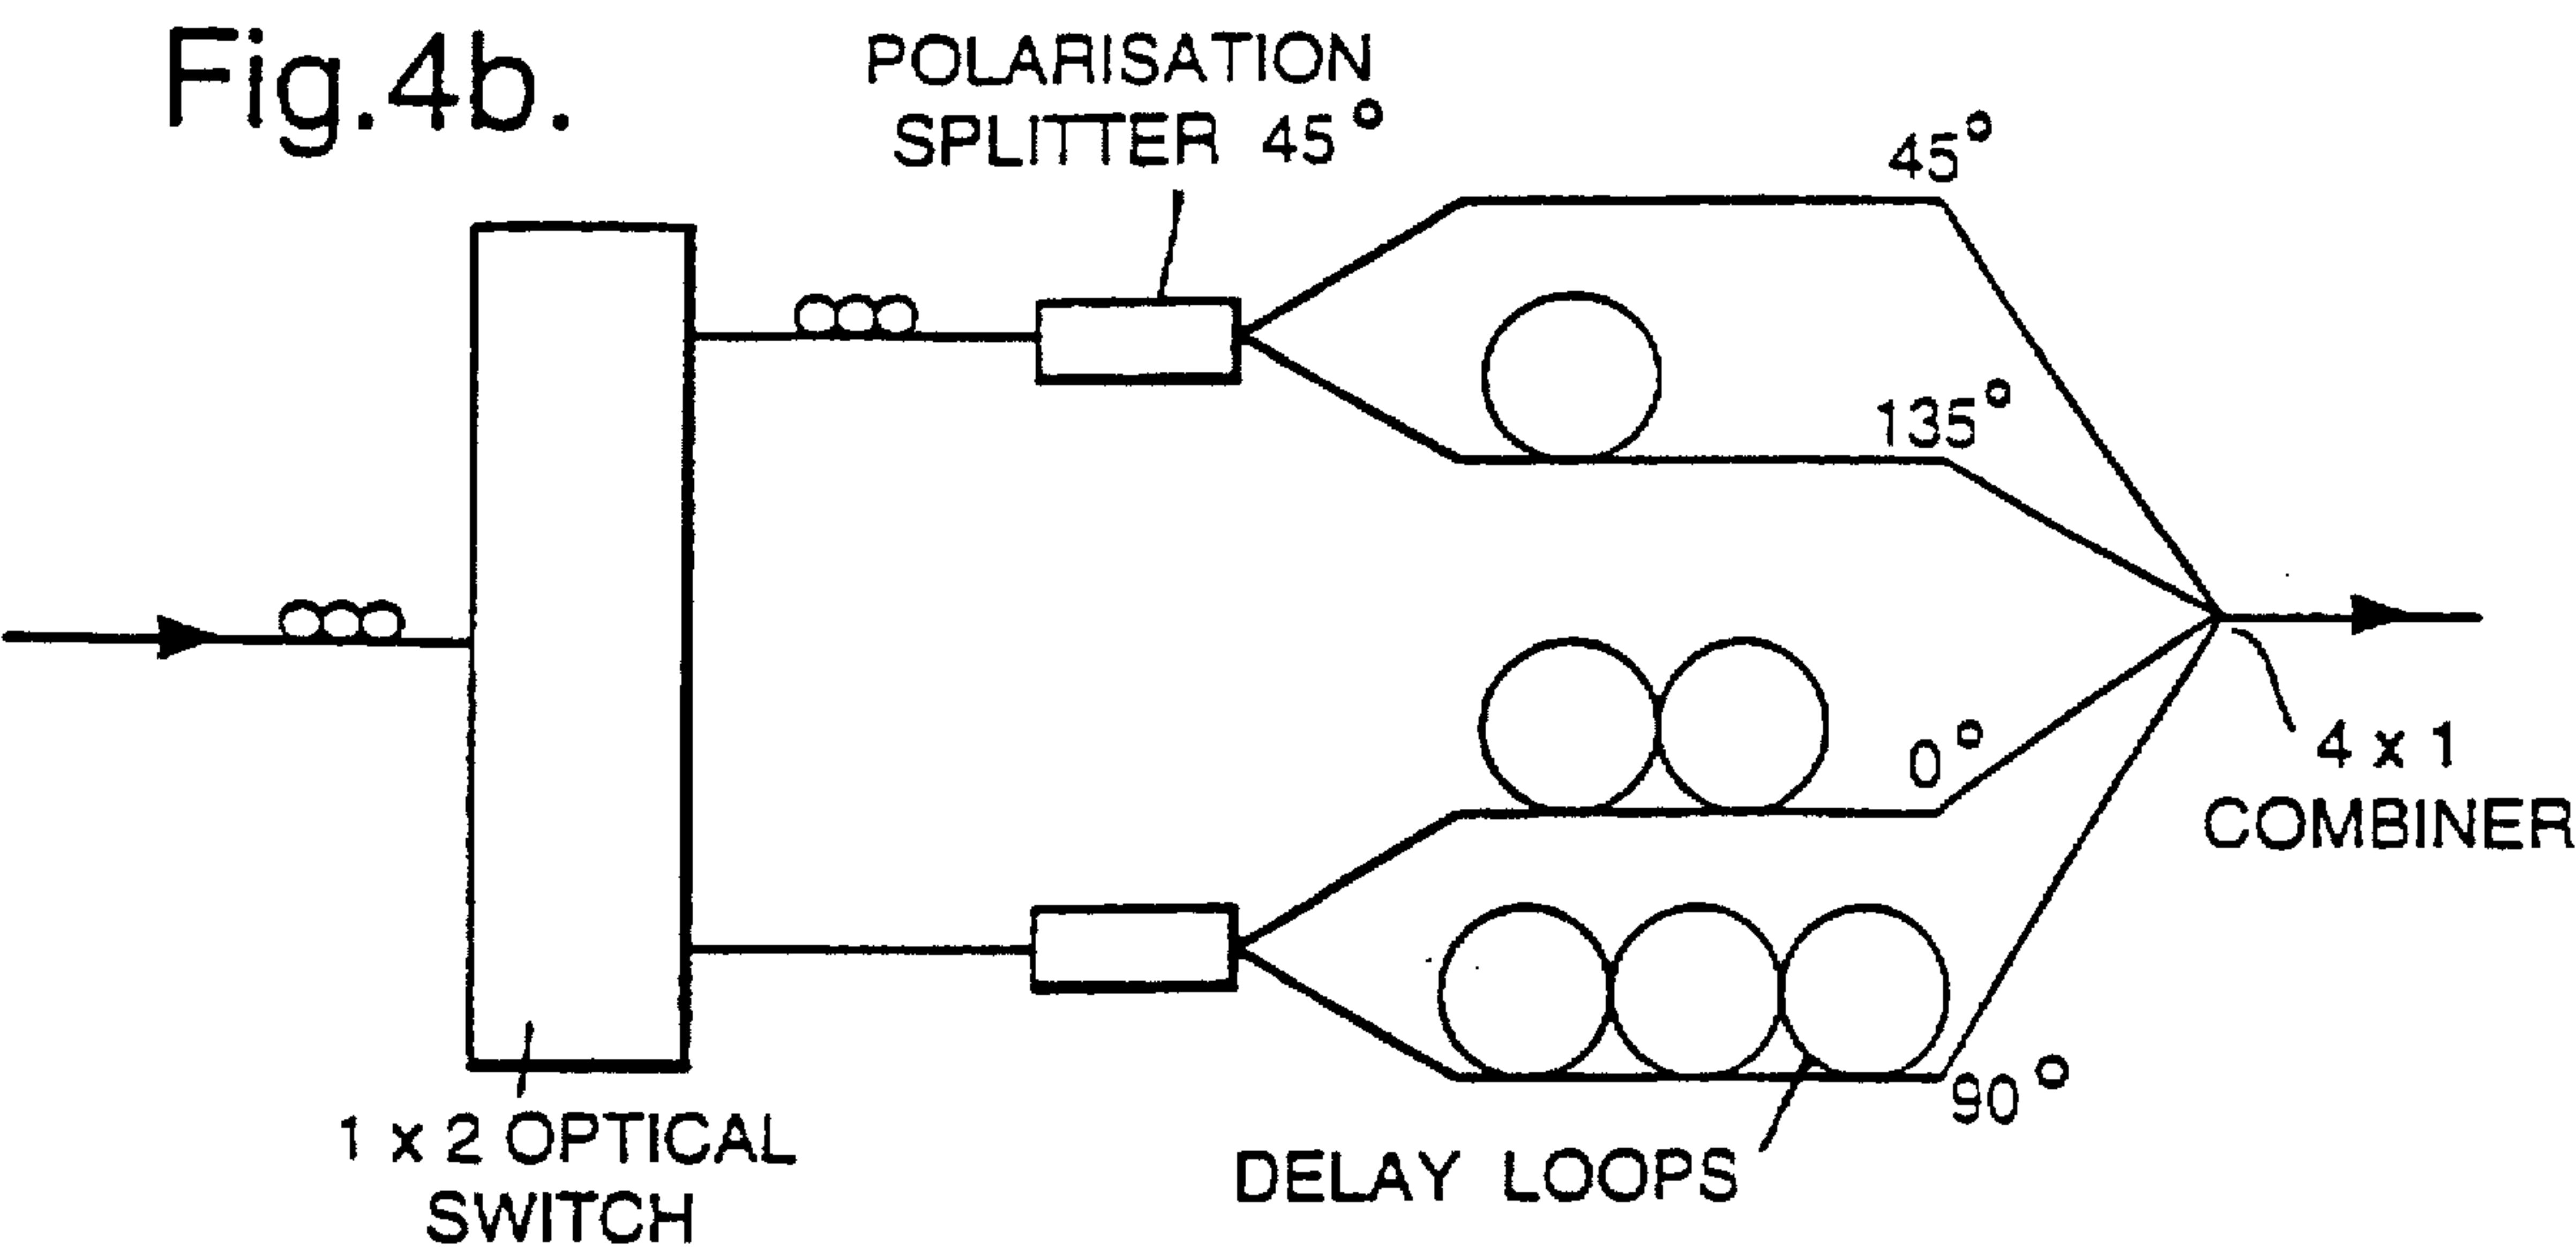 Fig.4b.
POLARISATION
SPLITTER 45°
45°
135°
0°
4 x 1
COMBINER
90°
1 x 2 OPTICAL
SWITCH
DELAY LOOPS